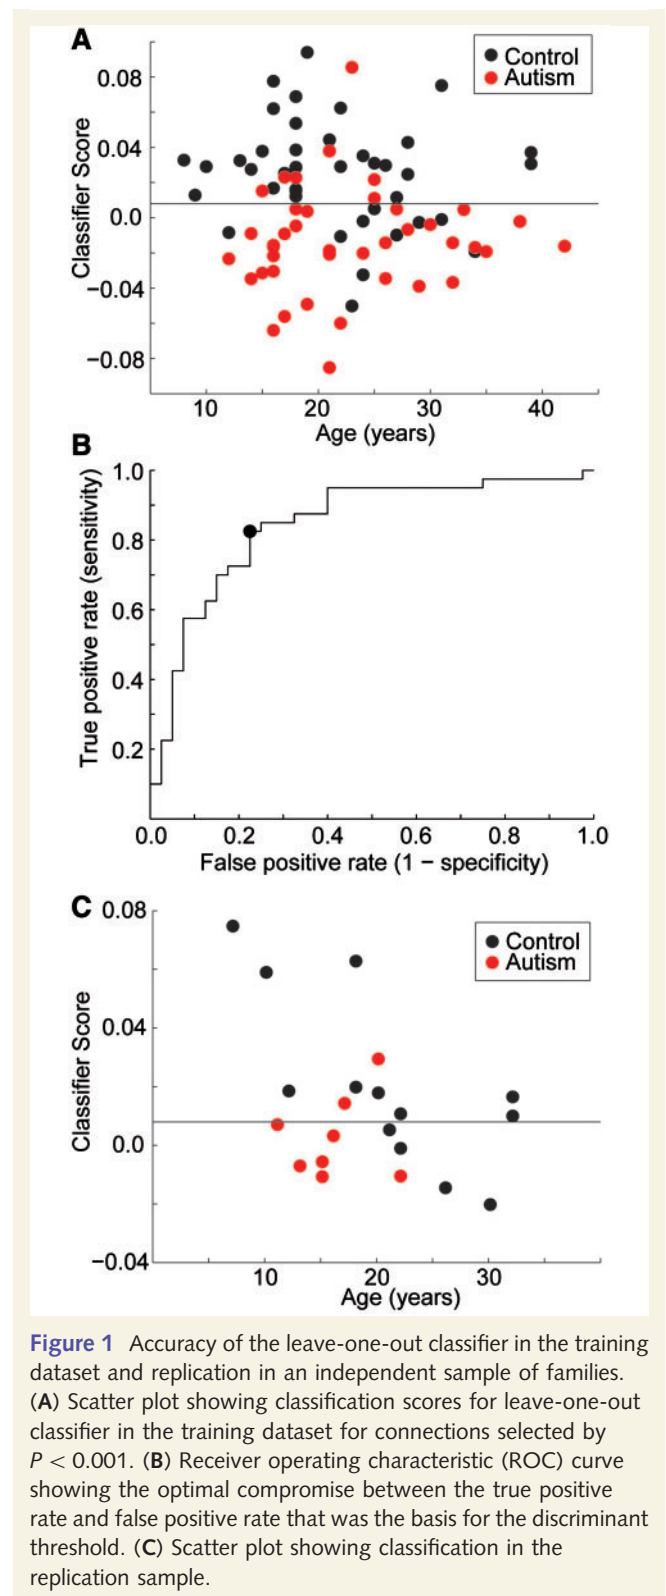 A
Control
Autism
0.08
0.04
0.0
−0.04
−0.08
Classifier Score
10
20
30
40
Age (years)
B
1.0
0.8
0.6
0.4
0.2
True positive rate (sensitivity)
0.0
0.2
0.4
0.6
0.8
1.0
False positive rate (1 − specificity)
C
0.08
0.04
0.0
−0.04
Classifier Score
Control
Autism
10
20
30
Age (years)
Figure 1 Accuracy of the leave-one-out classifier in the training
dataset and replication in an independent sample of families.
(A) Scatter plot showing classification scores for leave-one-out
classifier in the training dataset for connections selected by
P < 0.001. (B) Receiver operating characteristic (ROC) curve
showing the optimal compromise between the true positive
rate and false positive rate that was the basis for the discriminant
threshold. (C) Scatter plot showing classification in the
replication sample.